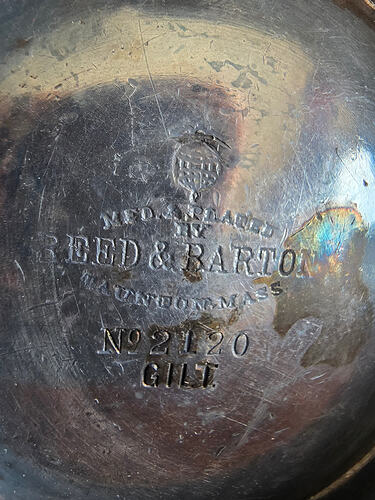 MFD. & PLATED
BY
REED & BARTON
TAUNTON. MASS
No 2120
GILT.